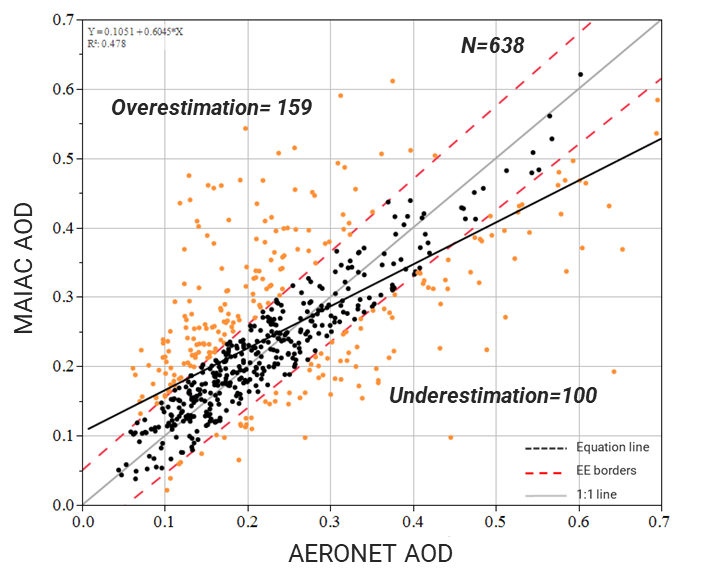 Y=0.1051+0.6045*X
R²: 0.478
N=638
Overestimation= 159
Underestimation=100
Equation line
EE borders
1:1 line
MAIAC AOD
0.7
0.6
0.5
0.4
0.3
0.2
0.1
0.0
0.0 0.1 0.2 0.3 0.4 0.5 0.6 0.7
AERONET AOD